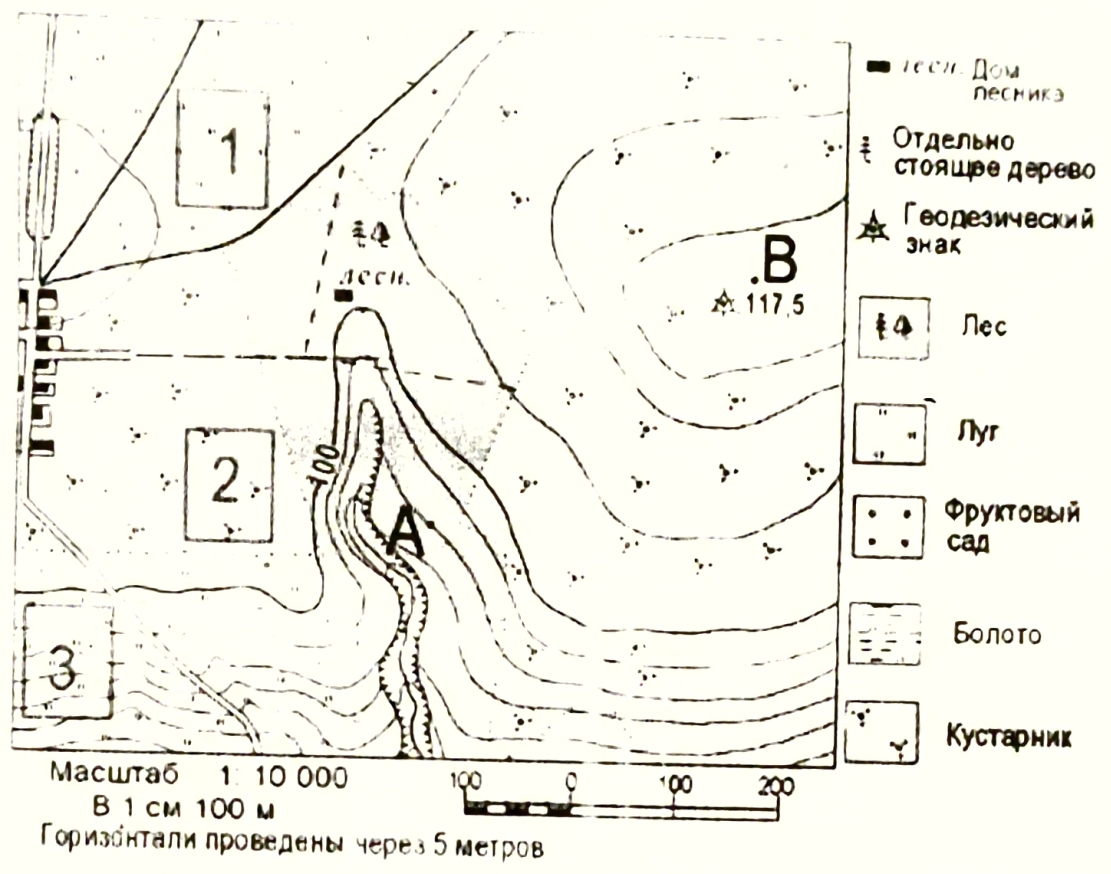 1
лесн.
.В
117,5
100
2
А
3
лесн. Дом
лесника
Отдельно
стоящее дерево
Геодезический
знак
Лес
Луг
Фруктовый
сад
Болото
Кустарник
Масштаб 1: 10 000
В 1 см 100 м
Горизонтали проведены через 5 метров
100 0 100 200